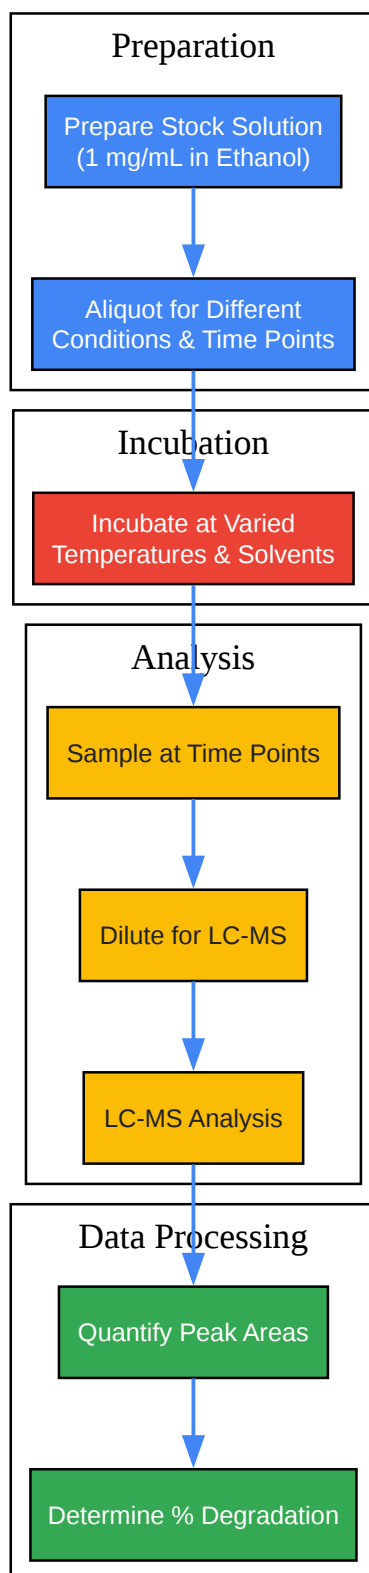 Preparation
Prepare Stock Solution
(1 mg/mL in Ethanol)
Aliquot for Different
Conditions & Time Points
Incubation
Incubate at Varied
Temperatures & Solvents
Analysis
Sample at Time Points
Dilute for LC-MS
LC-MS Analysis
Data Processing
Quantify Peak Areas
Determine % Degradation